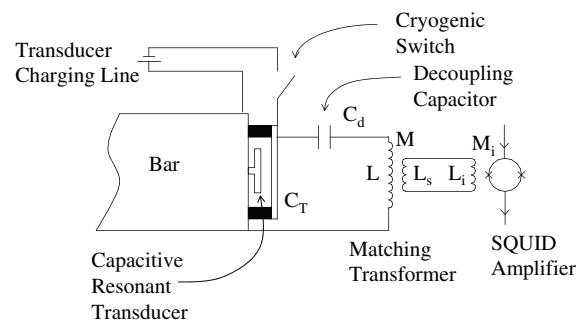 Transducer
Charging Line
Cryogenic
Switch
Decoupling
Capacitor
C_d
Bar
C_T
M
L
L_s
L_i
M_i
Capacitive
Resonant
Transducer
Matching
Transformer
SQUID
Amplifier